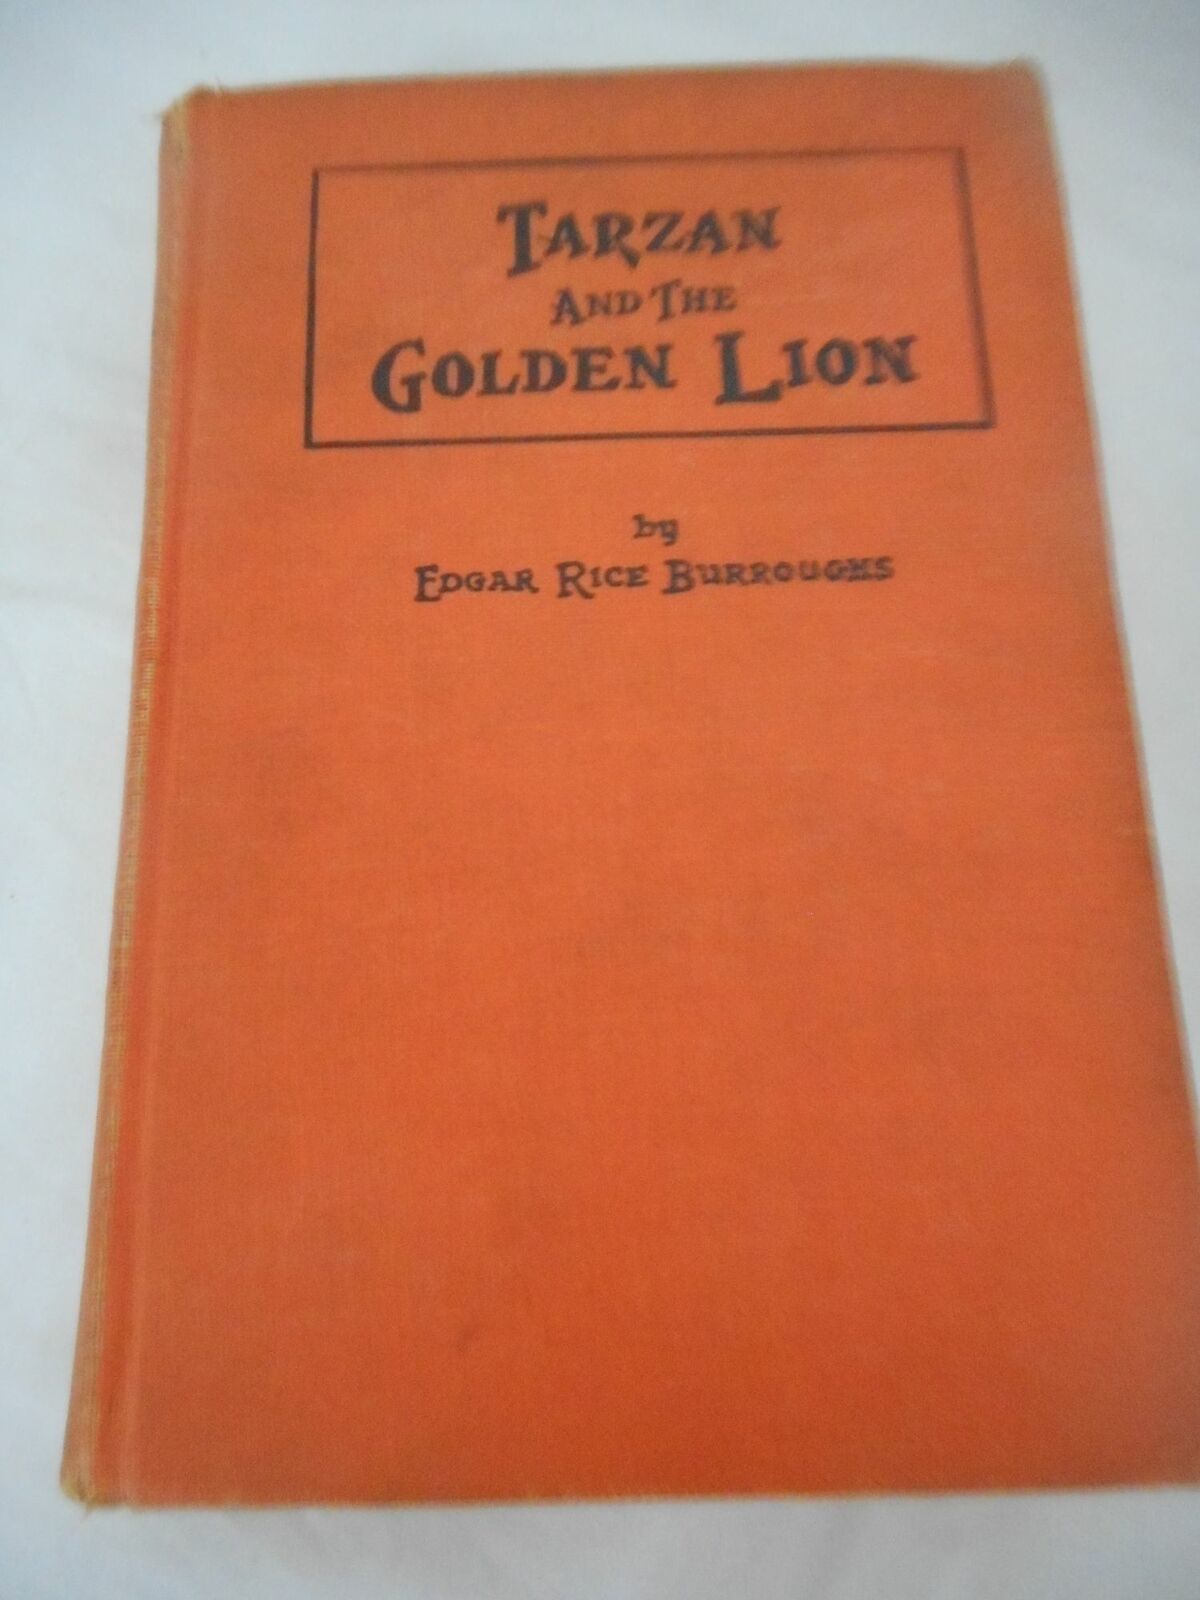 TARZAN
AND THE
GOLDEN LION
by
EDGAR RICE BURROUGHS